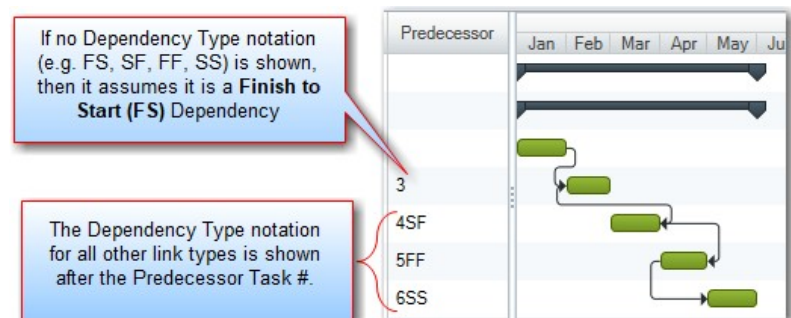 If no Dependency Type notation
(e.g. FS, SF, FF, SS) is shown,
then it assumes it is a Finish to
Start (FS) Dependency
The Dependency Type notation
for all other link types is shown
after the Predecessor Task #.
Predecessor
Jan Feb Mar Apr May Ju
3
4SF
5FF
6SS